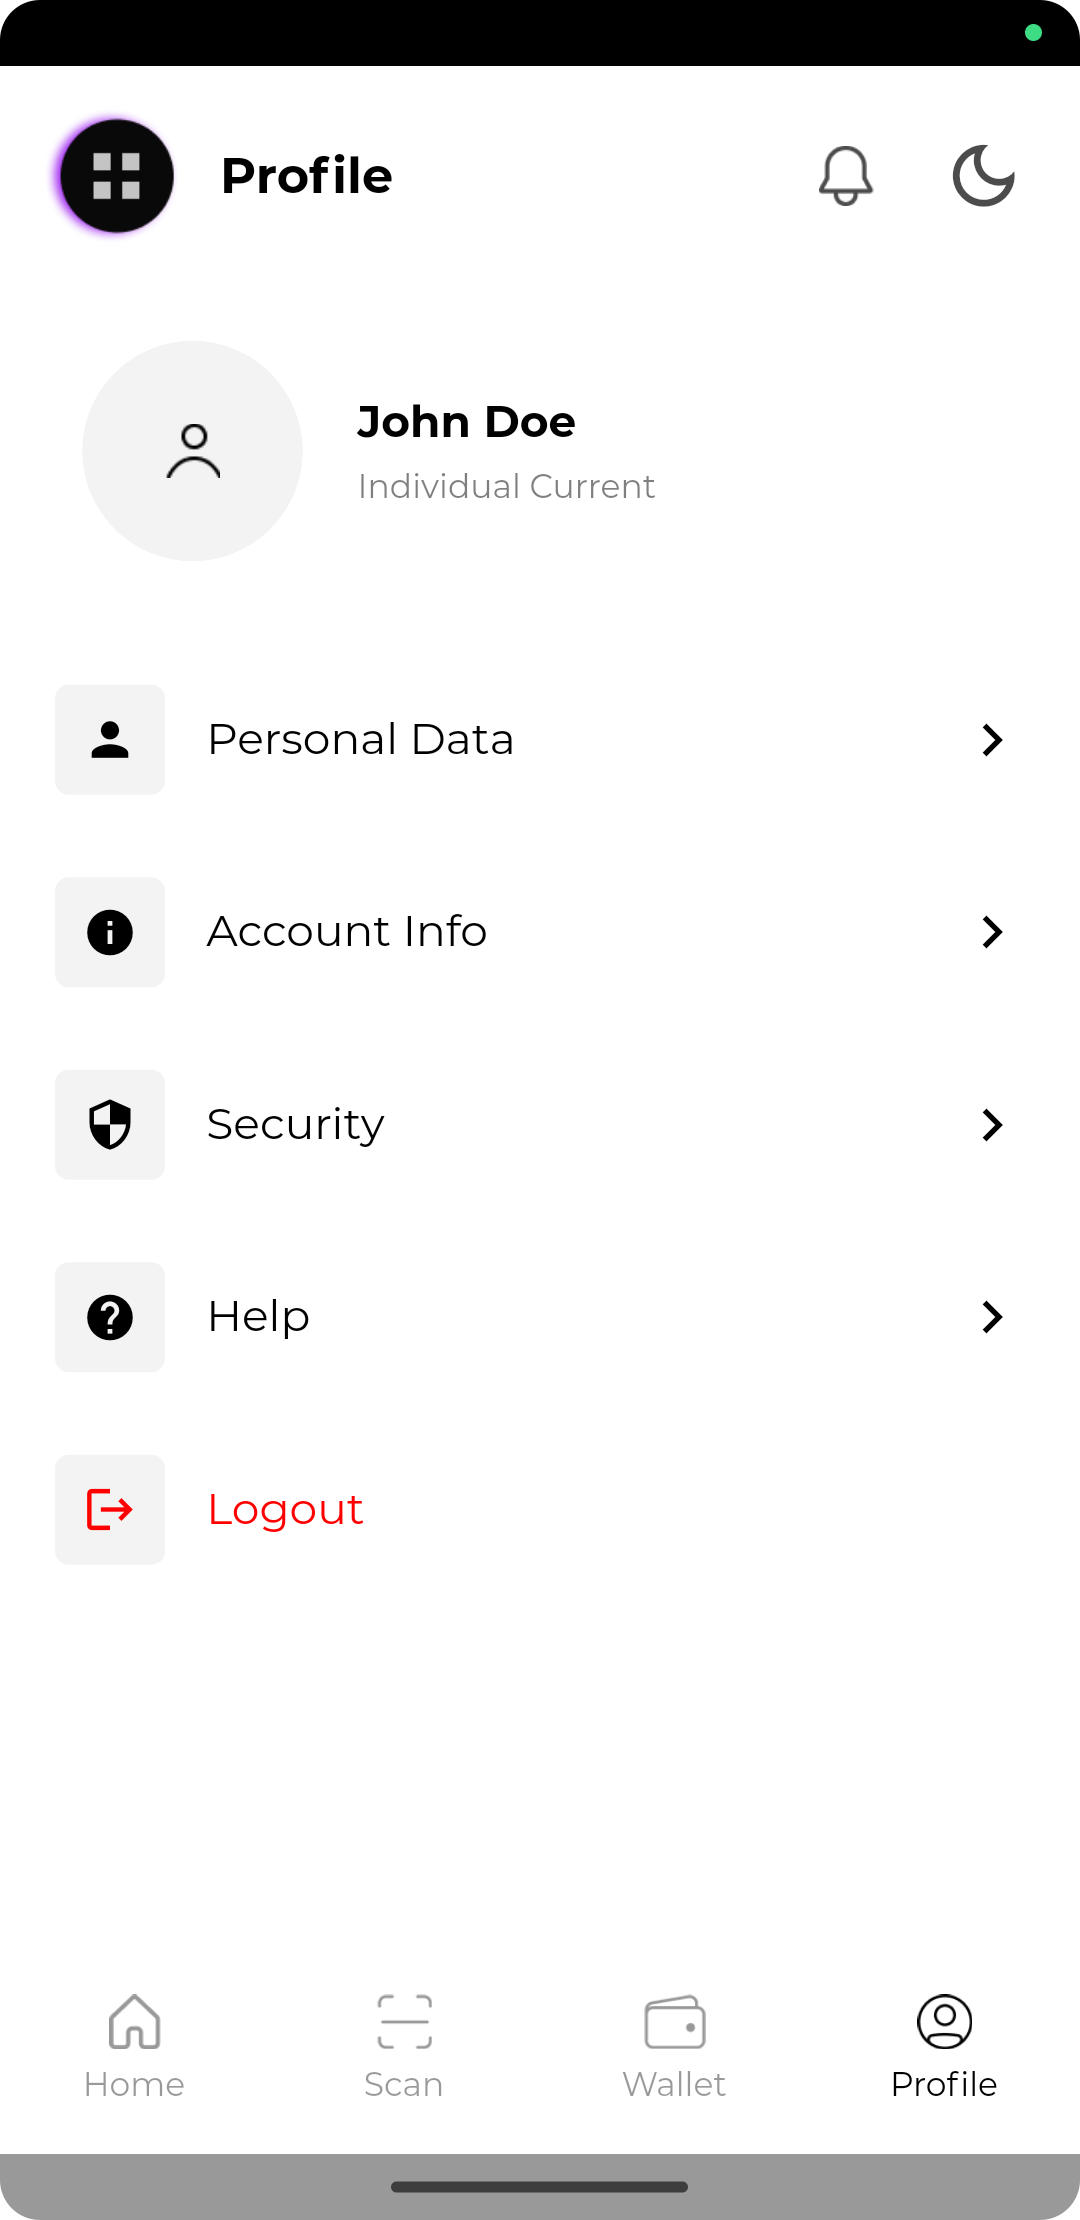 Profile
John Doe
Individual Current
Personal Data
Account Info
Security
Help
Logout
Home
Scan
Wallet
Profile